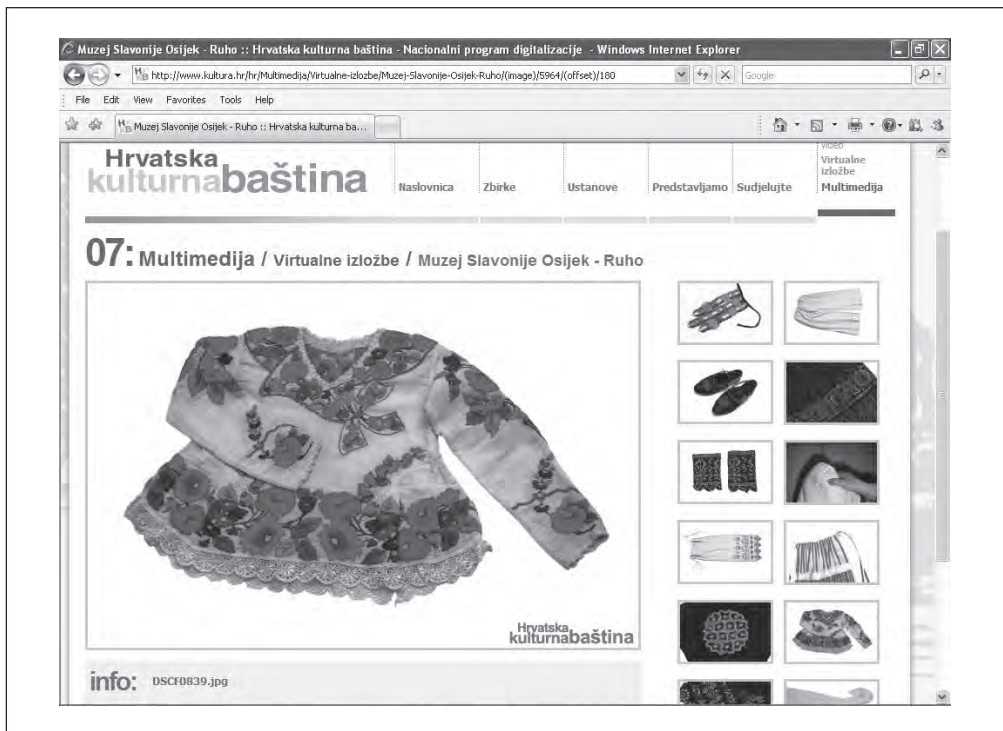 Muzej Slavonije Osijek - Ruho :: Hrvatska kulturna baština - Nacionalni program digitalizacije - Windows Internet Explorer
http://www.kultura.hr/hr/Multimedija/Virtualne-izlozbe/Muzej-Slavonije-Osijek-Ruho/(image)/5964/(offset)/180
Google
File Edit View Favorites Tools Help
Muzej Slavonije Osijek - Ruho :: Hrvatska kulturna ba...
video
Virtualne
izložbe
Hrvatska
kulturnabaština
Naslovnica Zbirke Ustanove Predstavljamo Sudjelujte Multimedija
07: Multimedija / Virtualne izložbe / Muzej Slavonije Osijek - Ruho
Hrvatska
kulturnabaština
info: DSCF0839.jpg